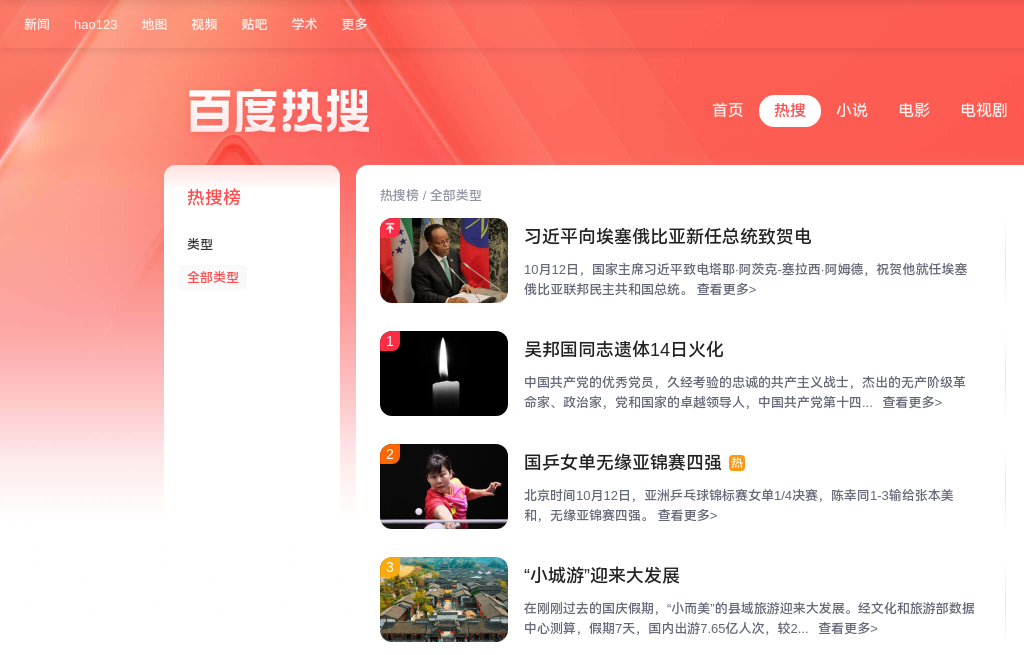 新闻 hao123 地图 视频 贴吧 学术 更多
百度热搜
首页 热搜 小说 电影 电视剧
热搜榜
类型
全部类型
热搜榜 / 全部类型
习近平向埃塞俄比亚新任总统致贺电
10月12日，国家主席习近平致电塔耶·阿茨克-塞拉西·阿姆德，祝贺他就任埃塞
俄比亚联邦民主共和国总统。 查看更多>
1
吴邦国同志遗体14日火化
中国共产党的优秀党员，久经考验的忠诚的共产主义战士，杰出的无产阶级革
命家、政治家，党和国家的卓越领导人，中国共产党第十四... 查看更多>
2
国乒女单无缘亚锦赛四强 热
北京时间10月12日，亚洲乒乓球锦标赛女单1/4决赛，陈幸同1-3输给张本美
和，无缘亚锦赛四强。 查看更多>
3
“小城游”迎来大发展
在刚刚过去的国庆假期，“小而美”的县域旅游迎来大发展。经文化和旅游部数据
中心测算，假期7天，国内出游7.65亿人次，较2... 查看更多>